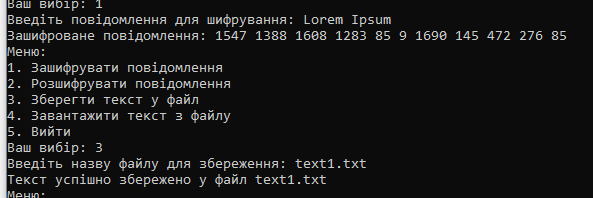 Ваш вибір: 1
Введіть повідомлення для шифрування: Lorem Ipsum
Зашифроване повідомлення: 1547 1388 1608 1283 85 9 1690 145 472 276 85
Меню:
1. Зашифрувати повідомлення
2. Розшифрувати повідомлення
3. Зберегти текст у файл
4. Завантажити текст з файлу
5. Вийти
Ваш вибір: 3
Введіть назву файлу для збереження: text1.txt
Текст успішно збережено у файл text1.txt
Меню: